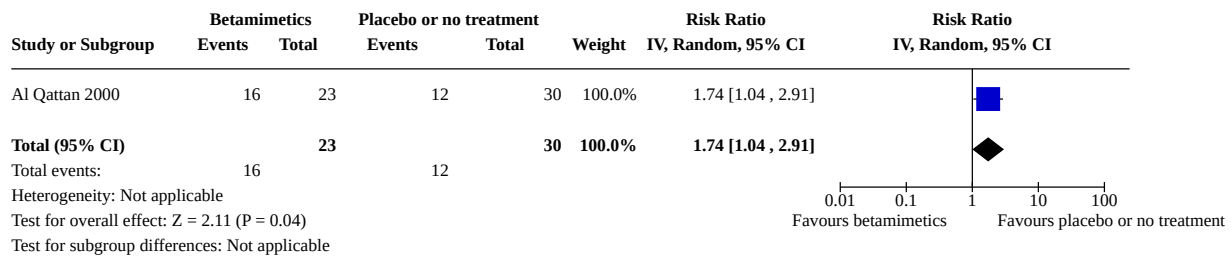 Betamimetics Placebo or no treatment Risk Ratio Risk Ratio
Study or Subgroup Events Total Events Total Weight IV, Random, 95% CI IV, Random, 95% CI
Al Qattan 2000 16 23 12 30 100.0% 1.74 [1.04 , 2.91]
Total (95% CI) 23 30 100.0% 1.74 [1.04 , 2.91]
Total events: 16 12
Heterogeneity: Not applicable
0.01 0.1 1 10 100
Test for overall effect: Z = 2.11 (P = 0.04) Favours betamimetics Favours placebo or no treatment
Test for subgroup differences: Not applicable